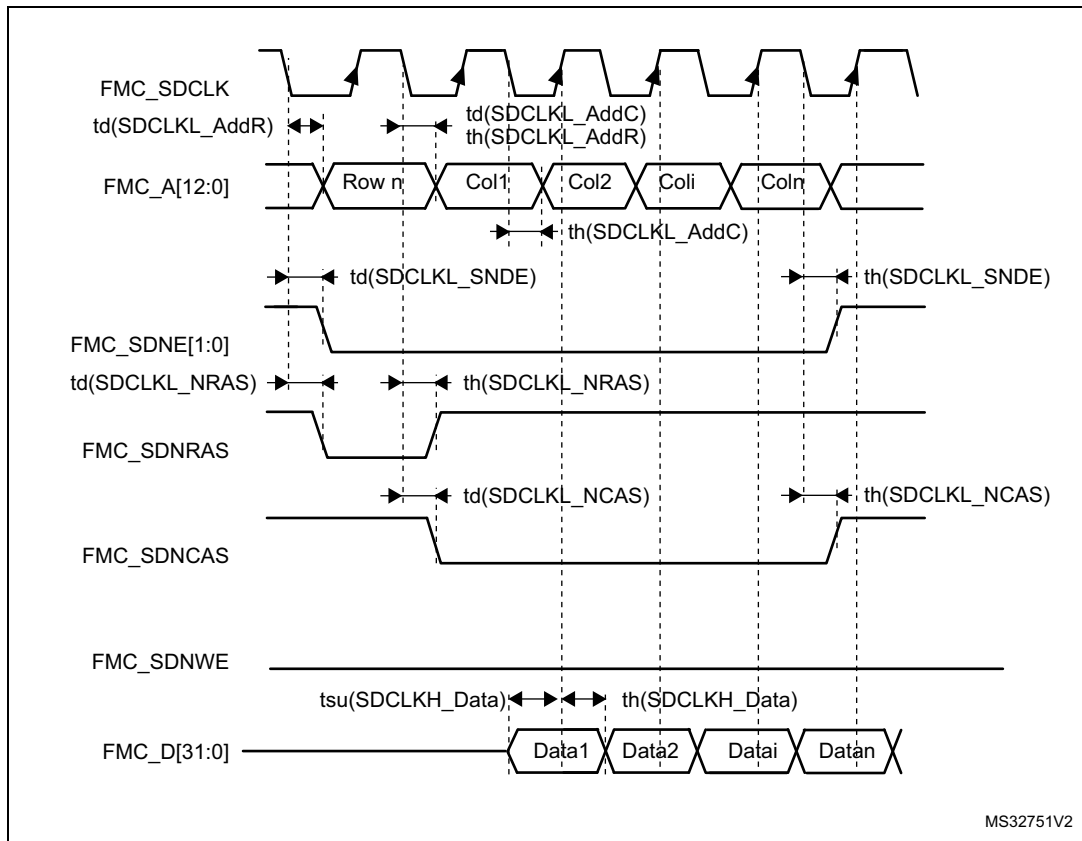 FMC_SDCLK
td(SDCLKL_AddR)
td(SDCLKL_AddC)
th(SDCLKL_AddR)
FMC_A[12:0]
Row n
Col1
Col2
Coli
Coln
th(SDCLKL_AddC)
td(SDCLKL_SNDE)
th(SDCLKL_SNDE)
FMC_SDNE[1:0]
td(SDCLKL_NRAS)
th(SDCLKL_NRAS)
FMC_SDNRAS
td(SDCLKL_NCAS)
th(SDCLKL_NCAS)
FMC_SDNCAS
FMC_SDNWE
tsu(SDCLKH_Data)
th(SDCLKH_Data)
FMC_D[31:0]
Data1
Data2
Datai
Datan
MS32751V2